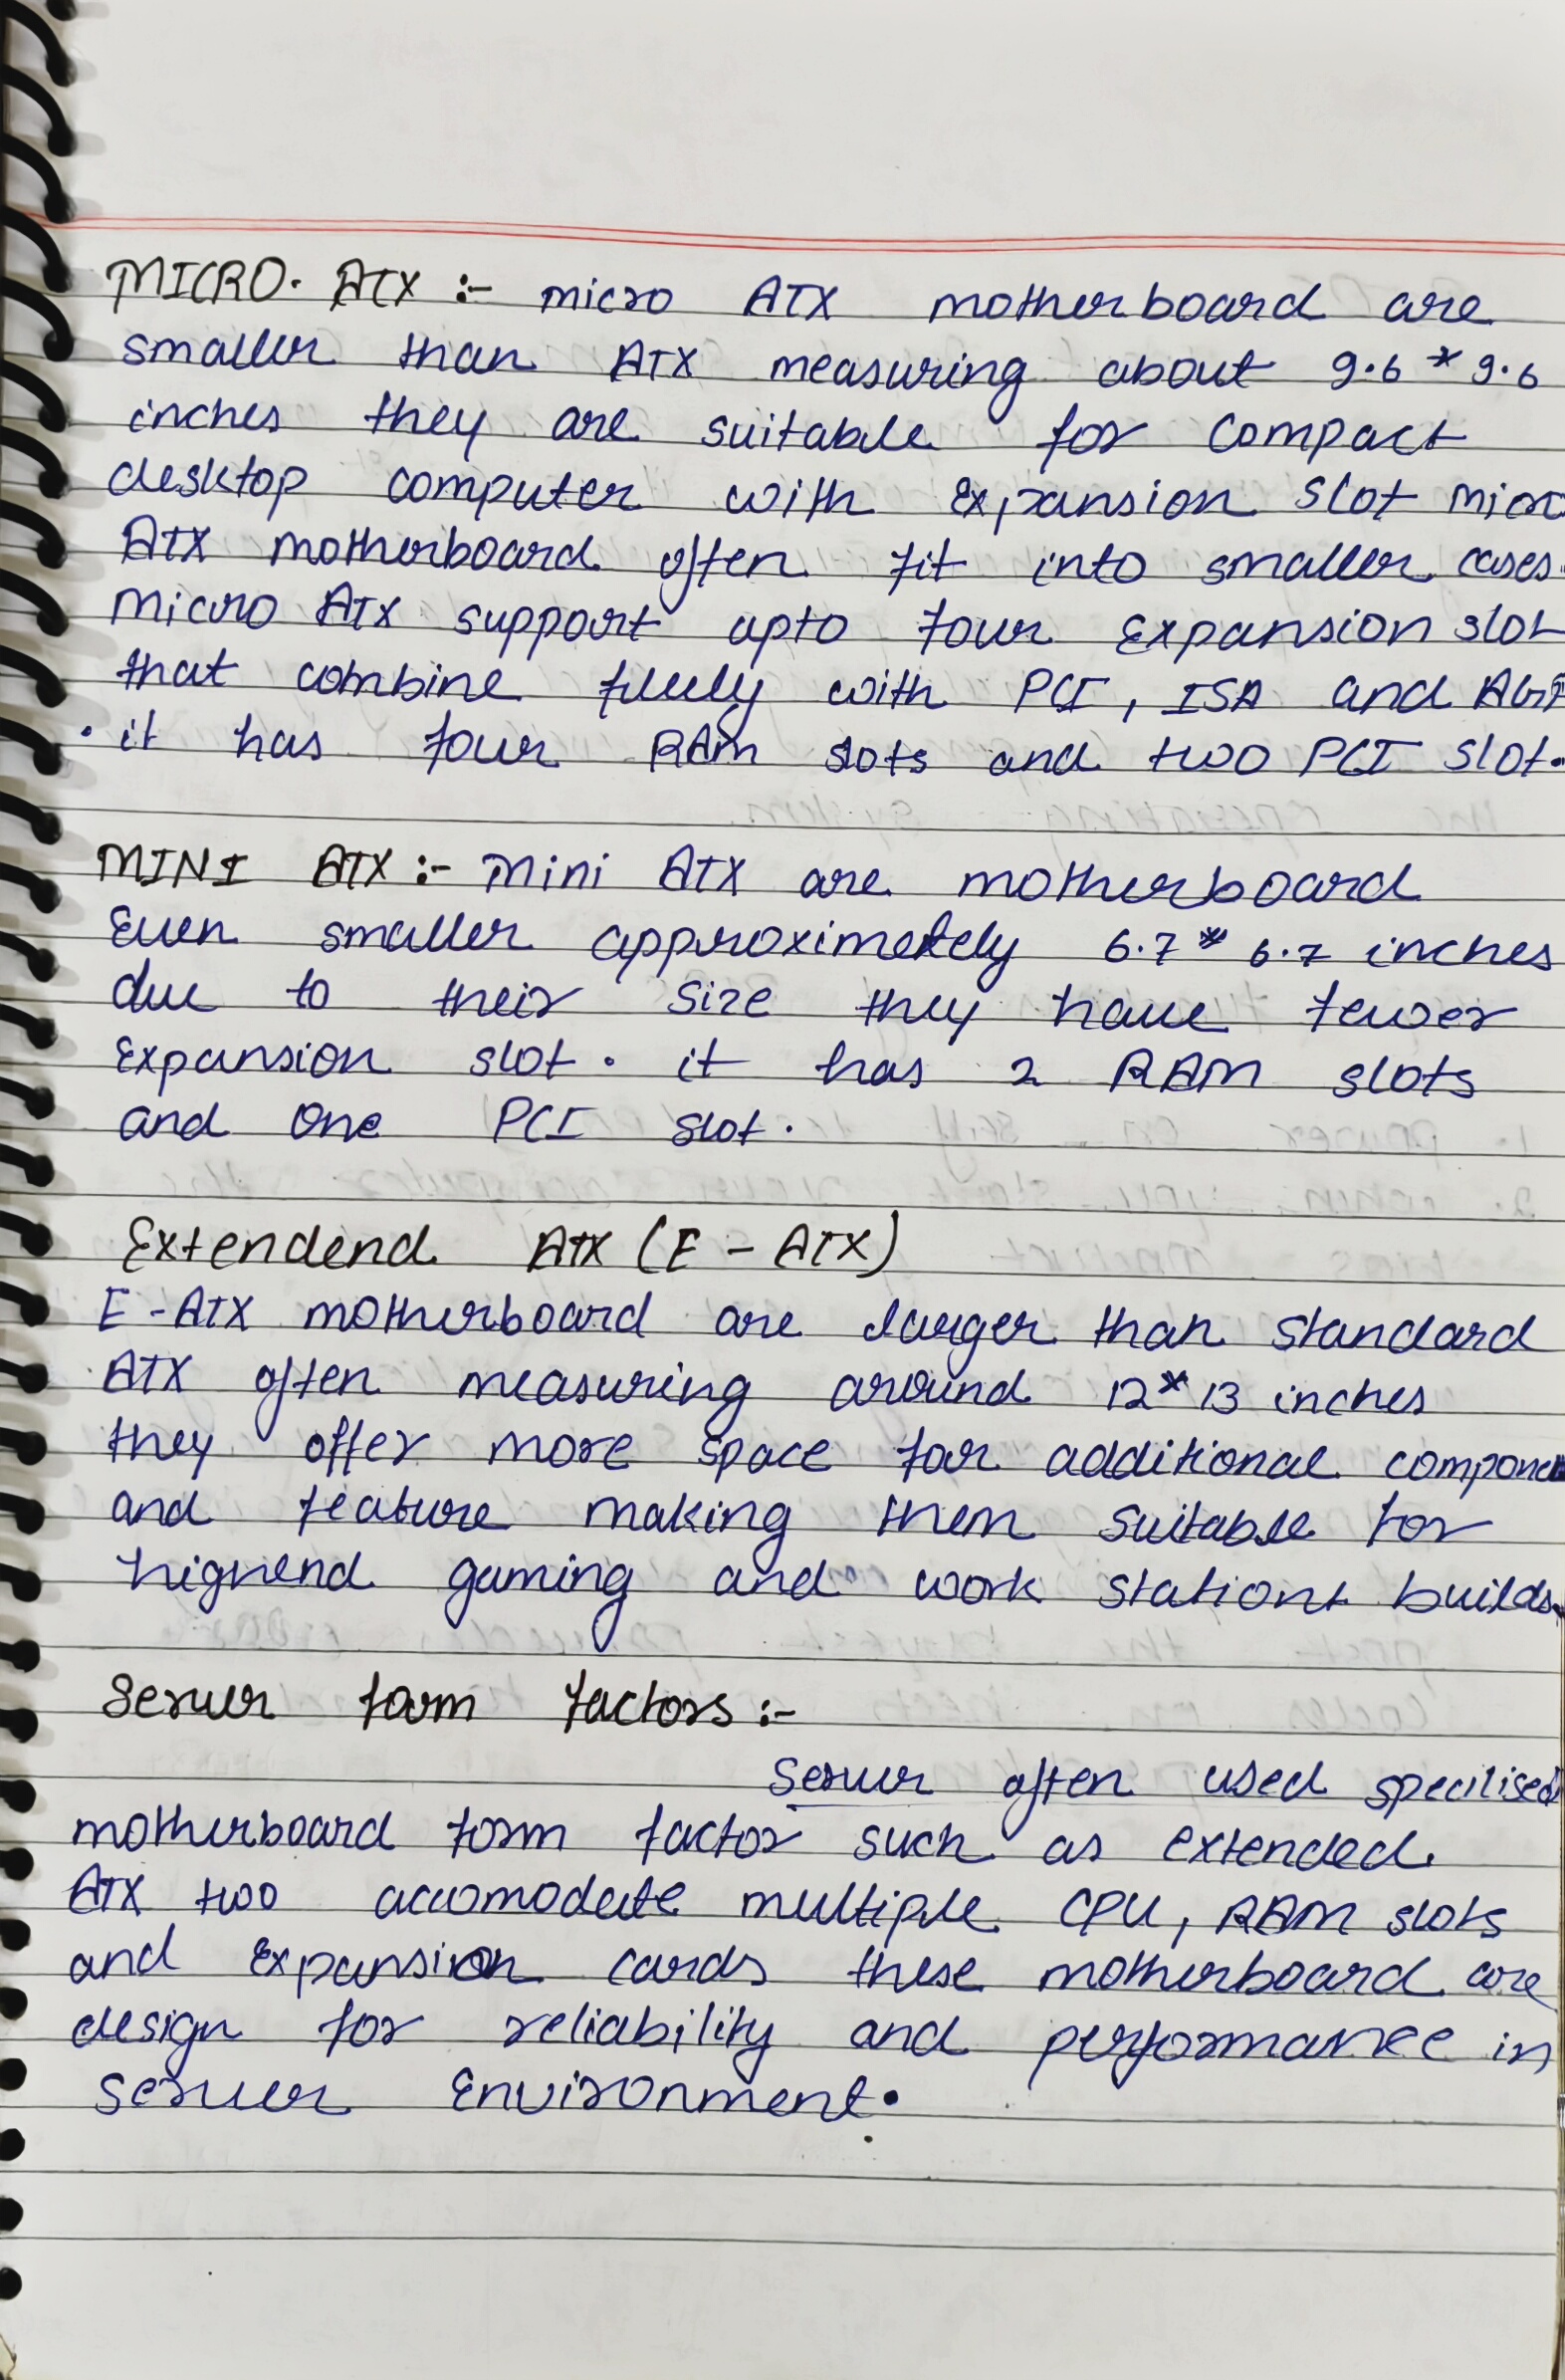 MICRO. ATX :- micro ATX motherboard are
smaller than ATX measuring about 9.6 * 9.6
inches they are suitable for compact
desktop computer with Expansion slot micro
ATX motherboard often fit into smaller cases.
Micro ATX support upto four Expansion slot
that combine freely with PCI, ISA and AGP
. it has four RAM slots and two PCI slot.
MINI ATX :- Mini ATX are motherboard
Even smaller approximetely 6.7 * 6.7 inches
due to their size they have fewer
Expansion slot. it has 2 RAM slots
and one PCI slot.
Extendend ATX (E - ATX)
E-ATX motherboard are larger than standard
ATX often measuring around 12 * 13 inches
they offer more space for additional
and feature making them suitable for
highend gaming and work stations builds.
Server form factors :-
Server often used specilised
motherboard form factor such as extended.
ATX two accomodate multiple CPU, RAM slots
and Expansion cards these motherboard are
design for reliability and performance in
server Environment.